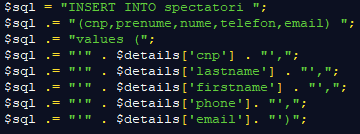 $sql = "INSERT INTO spectatori ";
$sql .= "(cnp,prenume,nume,telefon,email) ";
$sql .= "values (";
$sql .= "'" . $details['cnp'] . "',";
$sql .= "'" . $details['lastname'] . "',";
$sql .= "'" . $details['firstname'] . "',";
$sql .= "'" . $details['phone']. "',";
$sql .= "'" . $details['email']. "')";